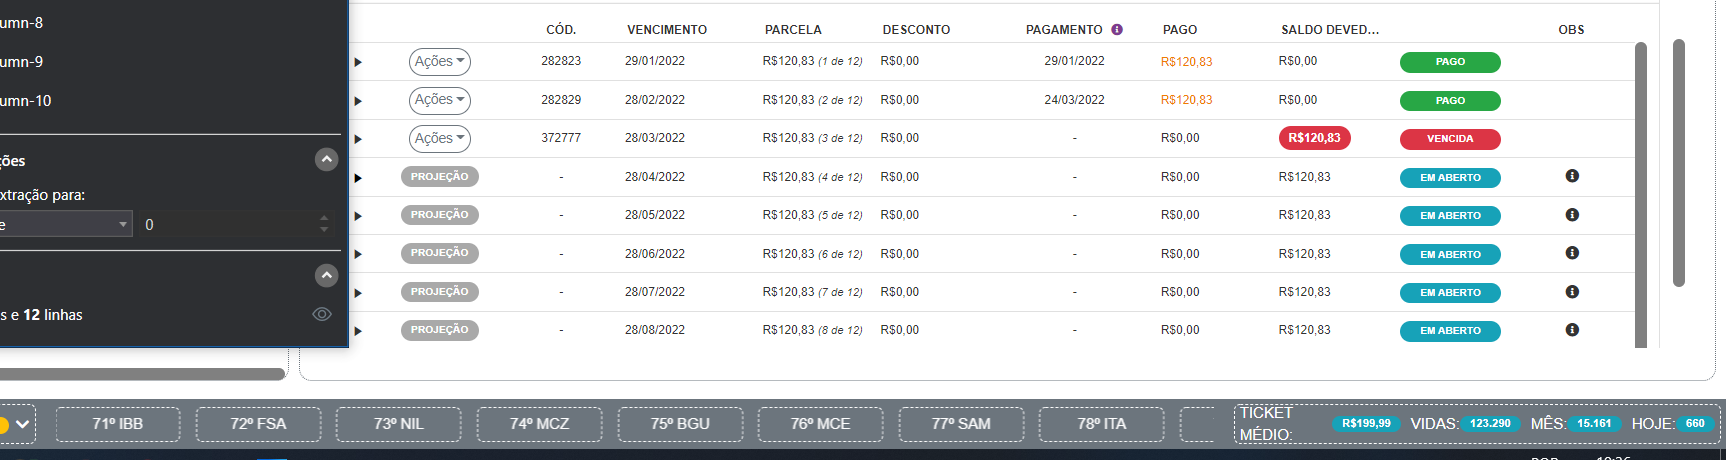 umn-8
umn-9
umn-10
ções
xtração para:
e 0
s e 12 linhas
CÓD. VENCIMENTO PARCELA DESCONTO PAGAMENTO PAGO SALDO DEVED... OBS
Ações 282823 29/01/2022 R$120,83 (1 de 12) R$0,00 29/01/2022 R$120,83 R$0,00 PAGO
Ações 282829 28/02/2022 R$120,83 (2 de 12) R$0,00 24/03/2022 R$120,83 R$0,00 PAGO
Ações 372777 28/03/2022 R$120,83 (3 de 12) R$0,00 - R$0,00 R$120,83 VENCIDA
PROJEÇÃO - 28/04/2022 R$120,83 (4 de 12) R$0,00 - R$0,00 R$120,83 EM ABERTO
PROJEÇÃO - 28/05/2022 R$120,83 (5 de 12) R$0,00 - R$0,00 R$120,83 EM ABERTO
PROJEÇÃO - 28/06/2022 R$120,83 (6 de 12) R$0,00 - R$0,00 R$120,83 EM ABERTO
PROJEÇÃO - 28/07/2022 R$120,83 (7 de 12) R$0,00 - R$0,00 R$120,83 EM ABERTO
PROJEÇÃO - 28/08/2022 R$120,83 (8 de 12) R$0,00 - R$0,00 R$120,83 EM ABERTO
71º IBB 72º FSA 73º NIL 74º MCZ 75º BGU 76º MCE 77º SAM 78º ITA
TICKET MÉDIO: R$199,99 VIDAS: 123.290 MÊS: 15.161 HOJE: 660